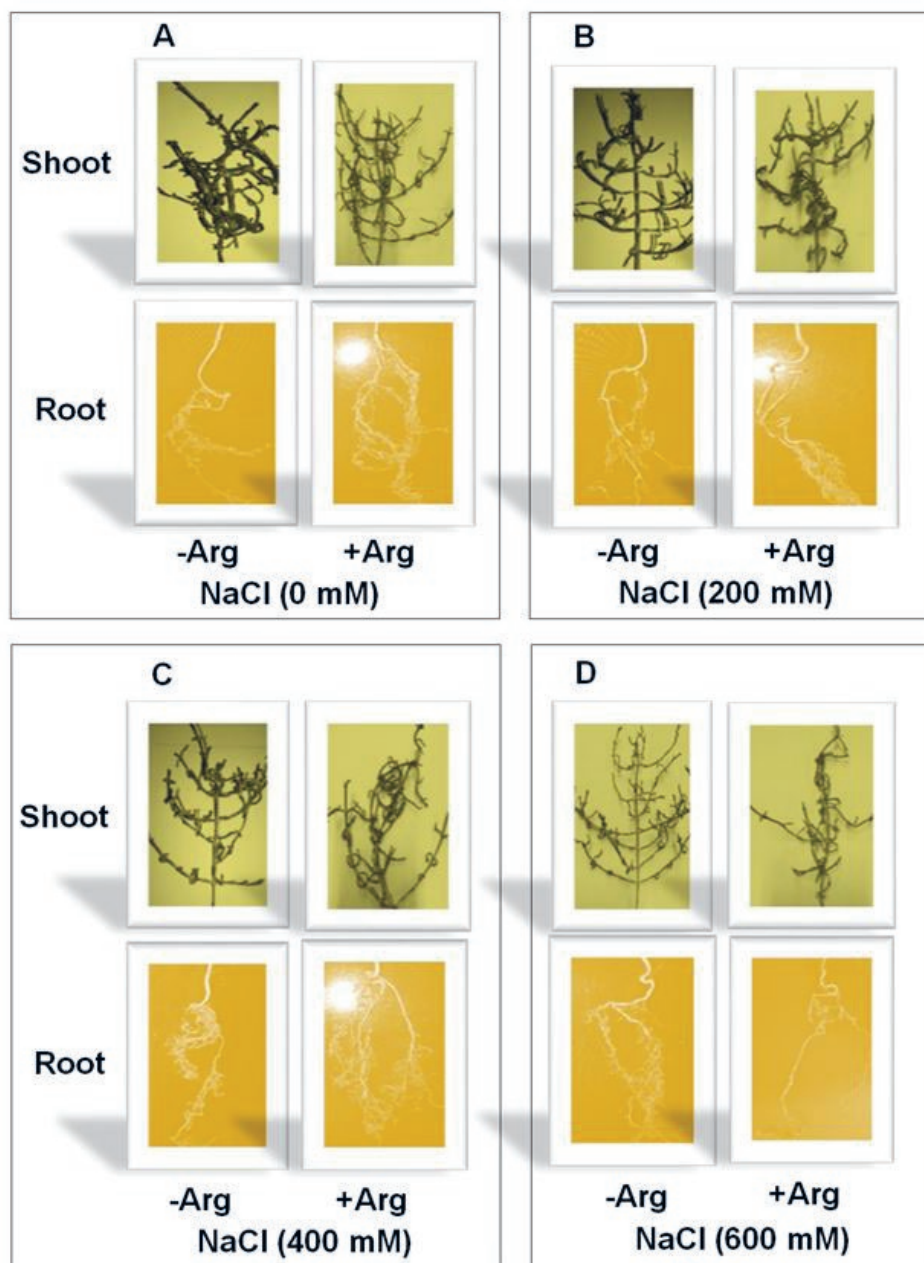 A
B
Shoot
Root
-Arg +Arg -Arg +Arg
NaCl (0 mM) NaCl (200 mM)
C
D
Shoot
Root
-Arg +Arg -Arg +Arg
NaCl (400 mM) NaCl (600 mM)